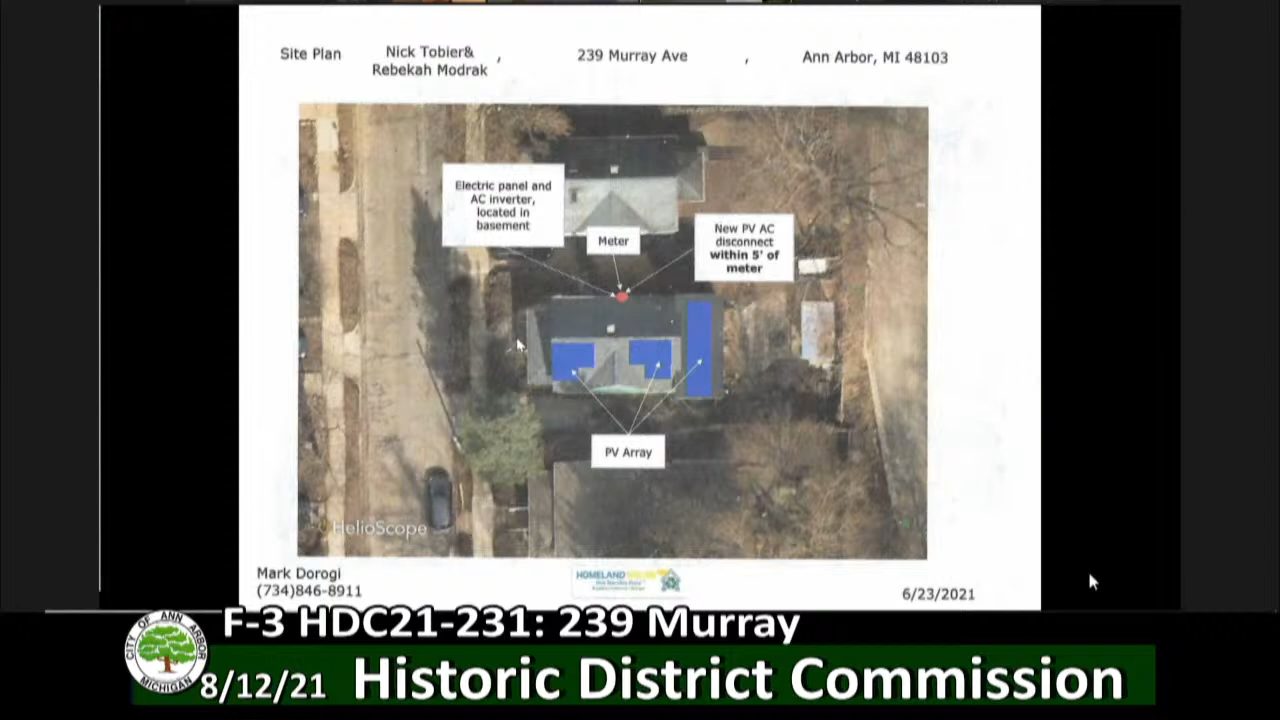 Site Plan
Nick Tobier&
Rebekah Modrak
,
239 Murray Ave
,
Ann Arbor, MI 48103
Electric panel and
AC inverter,
located in
basement
Meter
New PV AC
disconnect
within 5' of
meter
PV Array
HelioScope
Mark Dorogi
(734)846-8911
HOMELAND
6/23/2021
CITY OF ANN ARBOR
MICHIGAN
F-3 HDC21-231: 239 Murray
8/12/21 Historic District Commission